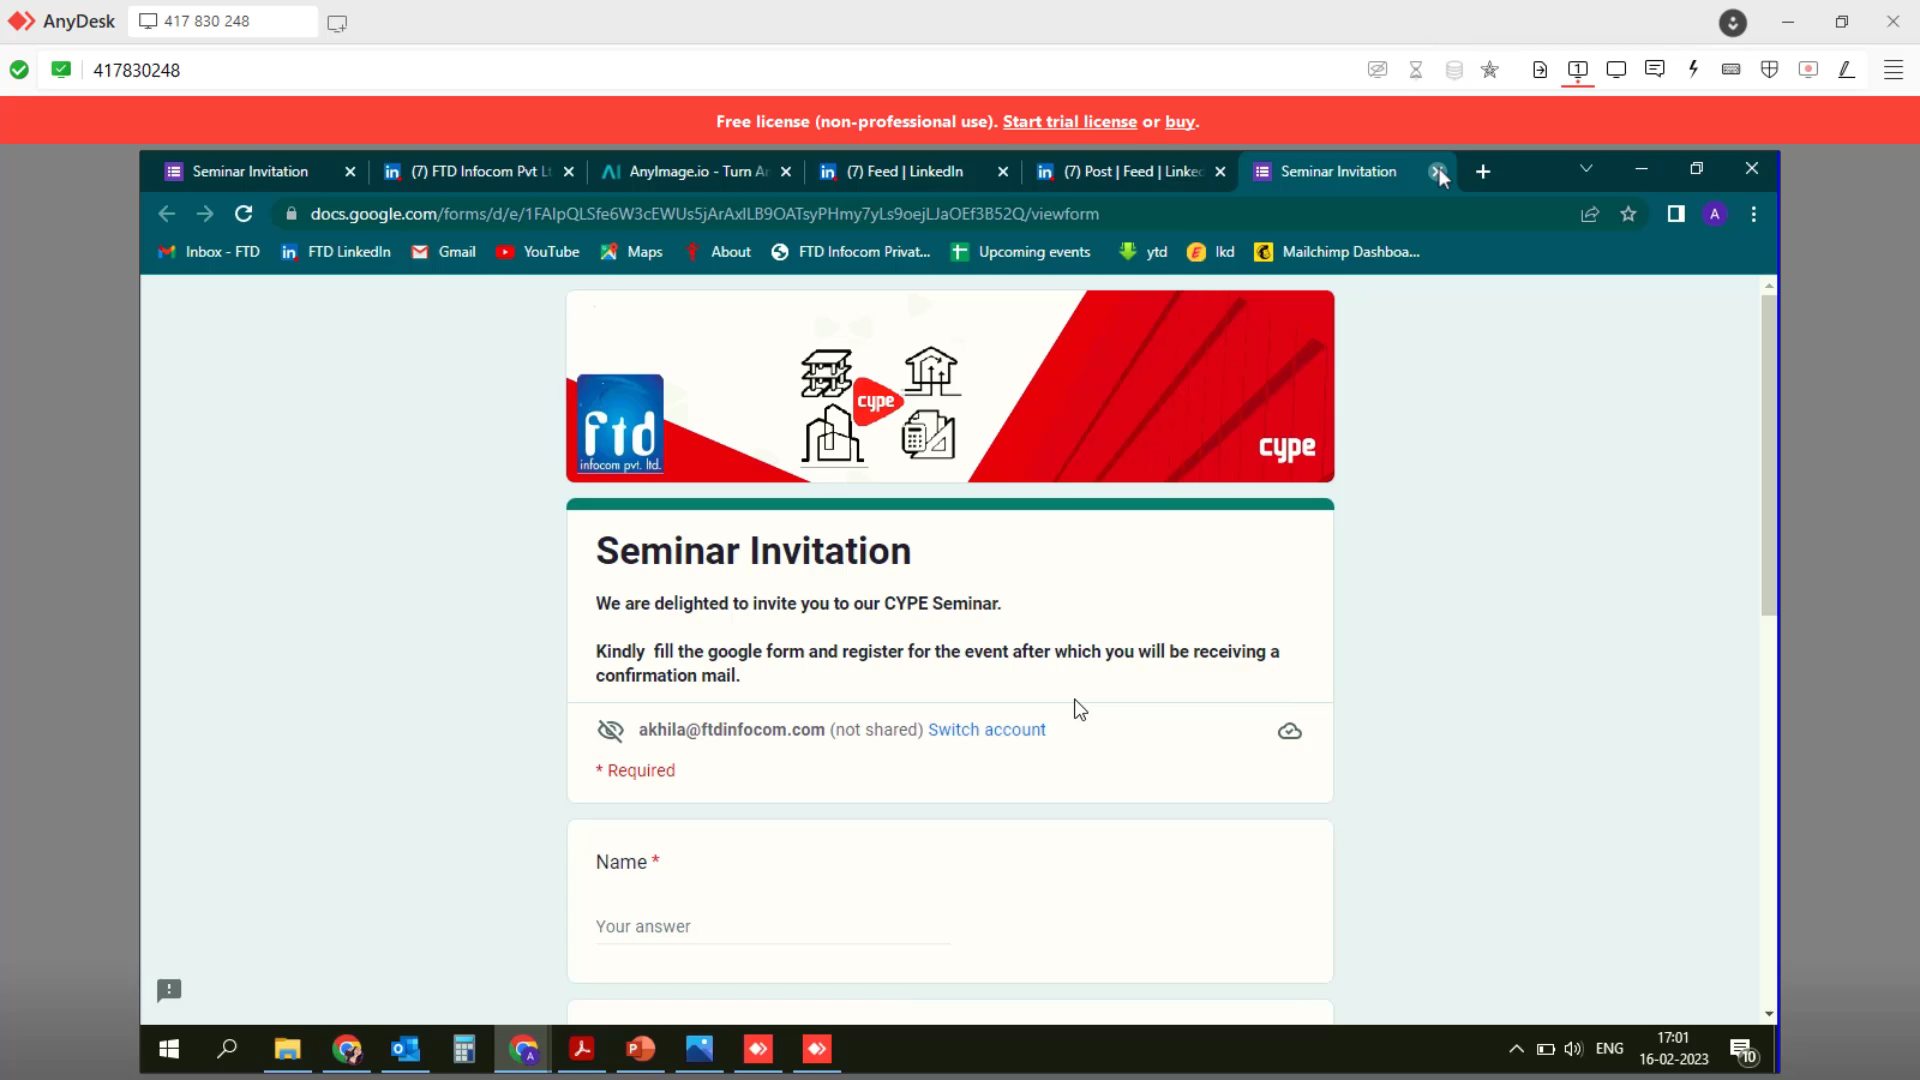 AnyDesk
417 830 248
417830248
Free license (non-professional use). Start trial license or buy.
Seminar Invitation
(7) FTD Infocom Pvt Lt
AnyImage.io - Turn A
(7) Feed | LinkedIn
(7) Post | Feed | Linke
Seminar Invitation
docs.google.com/forms/d/e/1FAIpQLSfe6W3cEWUs5jArAxILB9OATsyPHmy7yLs9oejLJaOEf3B52Q/viewform
A
Inbox - FTD
FTD LinkedIn
Gmail
YouTube
Maps
About
FTD Infocom Privat...
Upcoming events
ytd
lkd
Mailchimp Dashboa...
ftd
infocom pvt. ltd.
cype
cype
Seminar Invitation
We are delighted to invite you to our CYPE Seminar.
Kindly fill the google form and register for the event after which you will be receiving a
confirmation mail.
akhila@ftdinfocom.com (not shared) Switch account
* Required
Name *
Your answer
ENG
17:01
16-02-2023
10